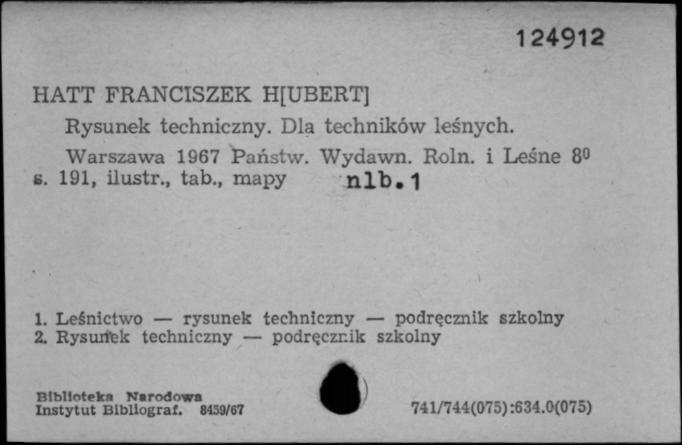 124912
HATT FRANCISZEK H[UBERT]
Rysunek techniczny. Dla techników leśnych.
Warszawa 1967 Państw. Wydawn. Roln. i Leśne 8⁰
s. 191, ilustr., tab., mapy nlb.1
1. Leśnictwo — rysunek techniczny — podręcznik szkolny
2. Rysunek techniczny — podręcznik szkolny
Biblioteka Narodowa
Instytut Bibliograf. 8459/67
741/744(075):634.0(075)